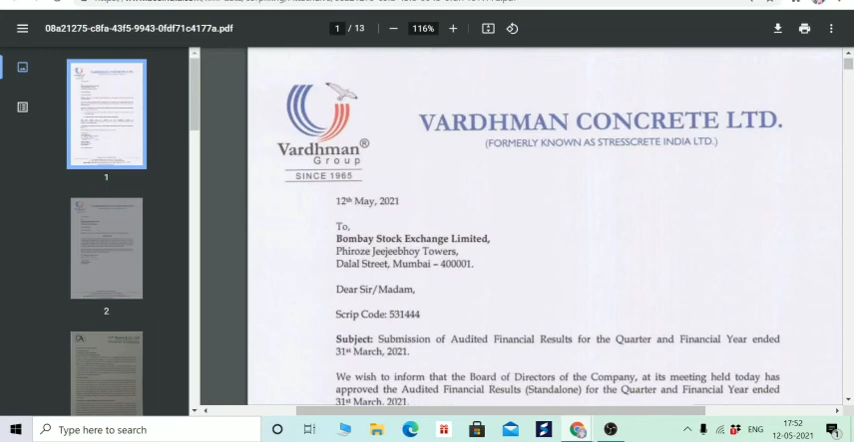 08a21275-c8fa-43f5-9943-0fdf71c4177a.pdf
1 / 13
116%
Vardhman®
Group
SINCE 1965
VARDHMAN CONCRETE LTD.
(FORMERLY KNOWN AS STRESSCRETE INDIA LTD.)
12th May, 2021
To,
Bombay Stock Exchange Limited,
Phiroze Jeejeebhoy Towers,
Dalal Street, Mumbai – 400001.
Dear Sir/Madam,
Scrip Code: 531444
Subject: Submission of Audited Financial Results for the Quarter and Financial Year ended
31st March, 2021.
We wish to inform that the Board of Directors of the Company, at its meeting held today has
approved the Audited Financial Results (Standalone) for the Quarter and Financial Year ended
31st March, 2021.
1
2
Type here to search
ENG
17:52
12-05-2021
1